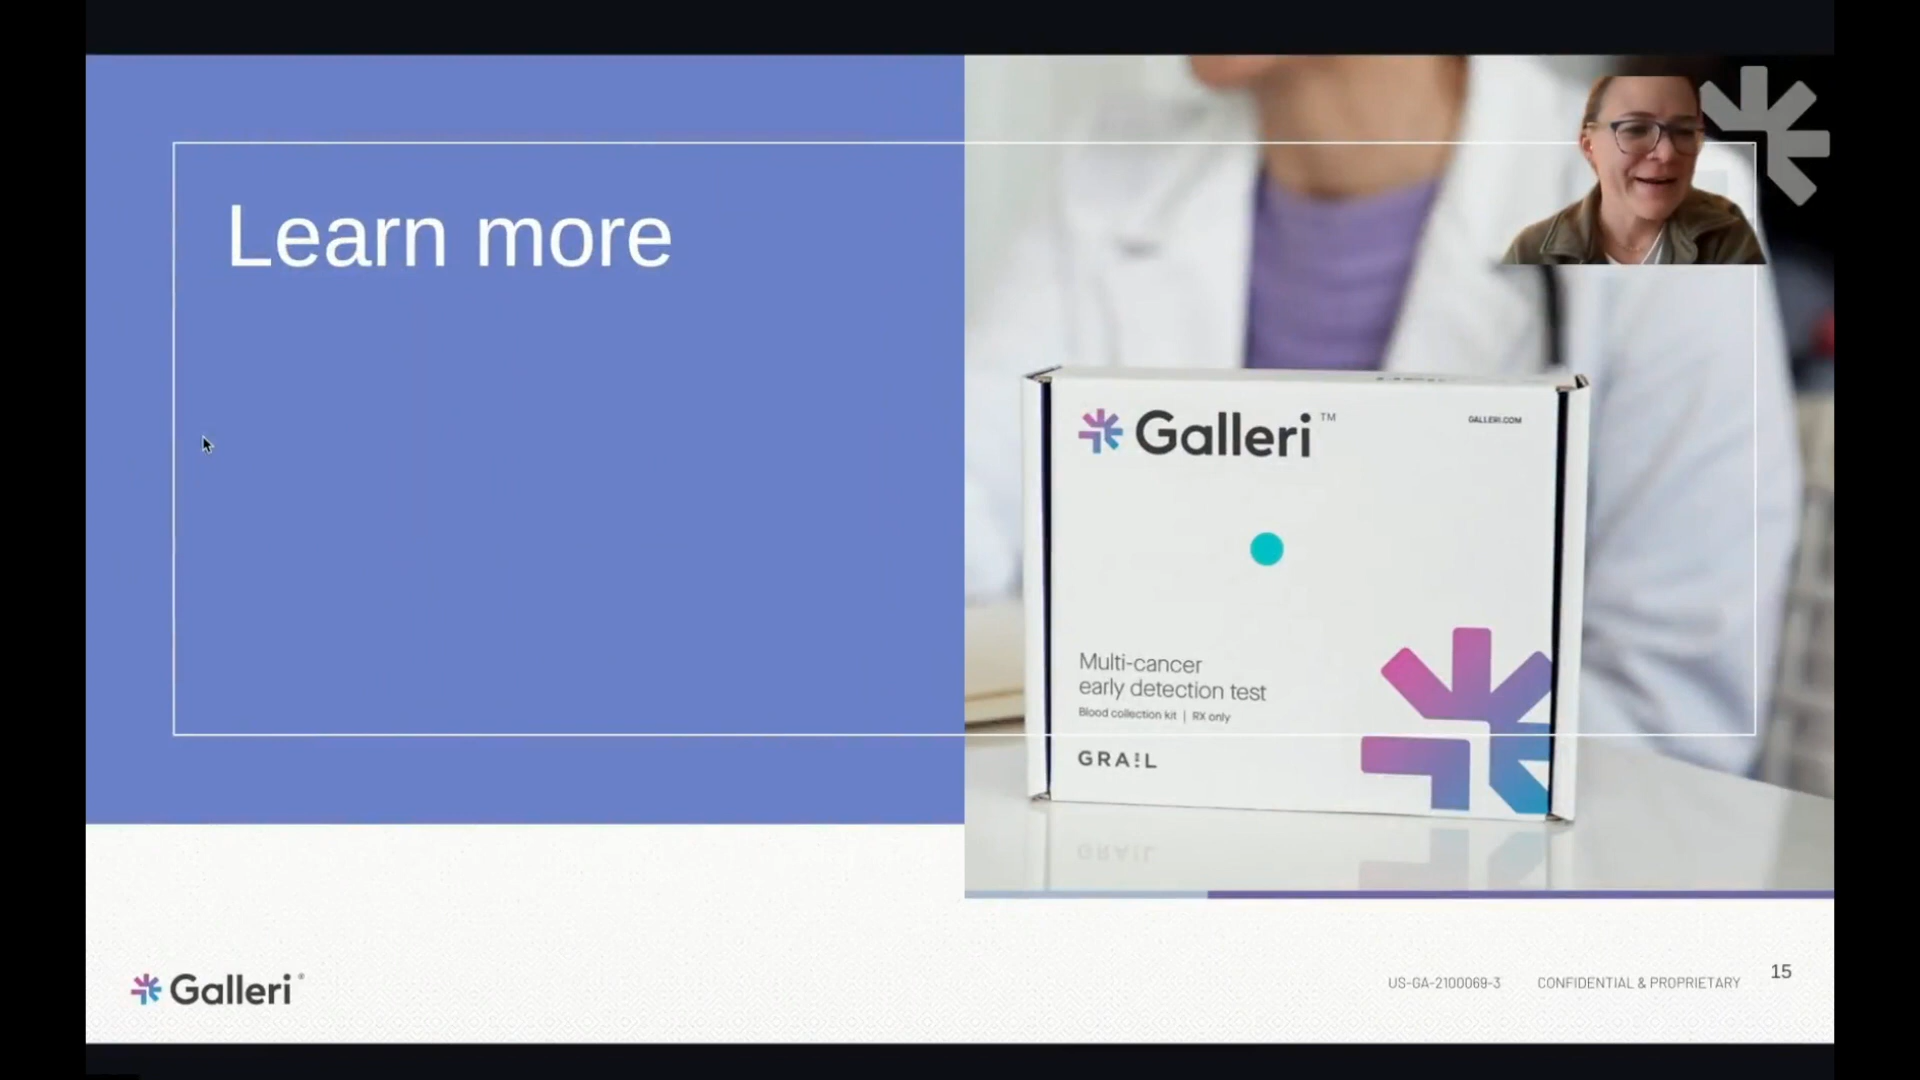 Learn more
Galleri™
GALLERI.COM
Multi-cancer
early detection test
Blood collection kit | RX only
GRAIL
Galleri®
US-GA-2100069-3 CONFIDENTIAL & PROPRIETARY 15